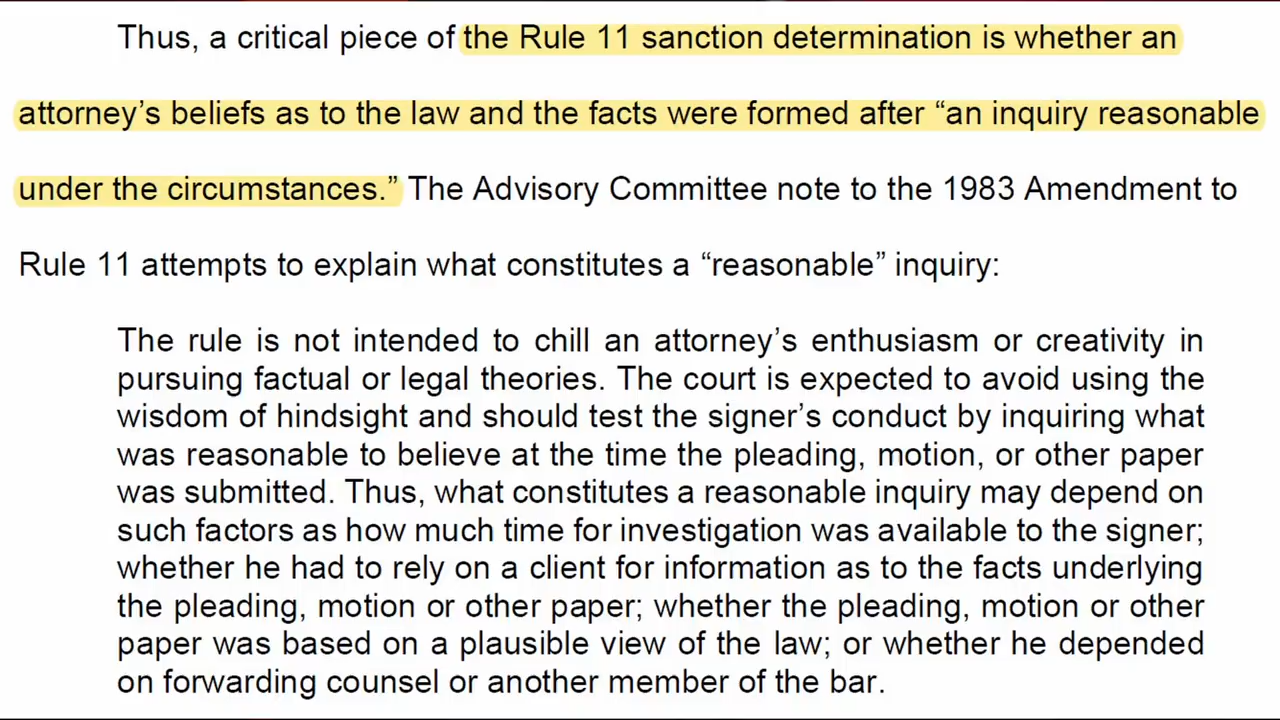 Thus, a critical piece of the Rule 11 sanction determination is whether an
attorney’s beliefs as to the law and the facts were formed after “an inquiry reasonable
under the circumstances.” The Advisory Committee note to the 1983 Amendment to
Rule 11 attempts to explain what constitutes a “reasonable” inquiry:
The rule is not intended to chill an attorney’s enthusiasm or creativity in
pursuing factual or legal theories. The court is expected to avoid using the
wisdom of hindsight and should test the signer’s conduct by inquiring what
was reasonable to believe at the time the pleading, motion, or other paper
was submitted. Thus, what constitutes a reasonable inquiry may depend on
such factors as how much time for investigation was available to the signer;
whether he had to rely on a client for information as to the facts underlying
the pleading, motion or other paper; whether the pleading, motion or other
paper was based on a plausible view of the law; or whether he depended
on forwarding counsel or another member of the bar.